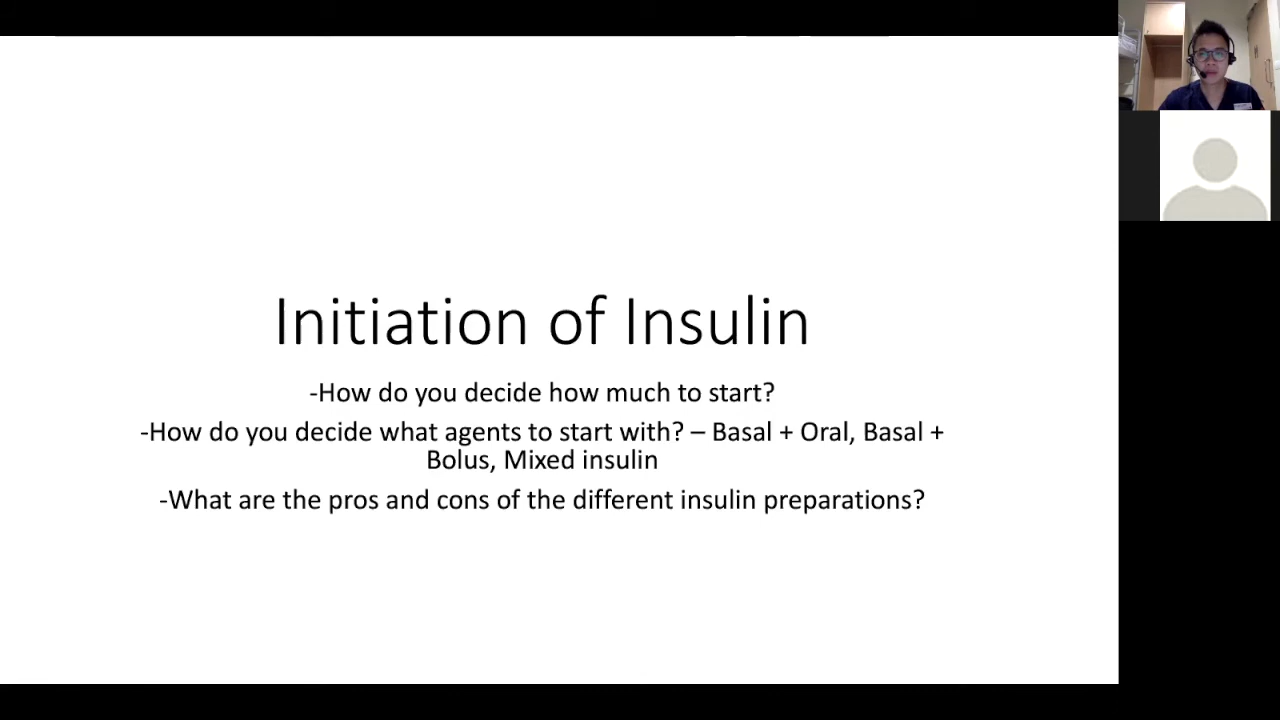 Initiation of Insulin
-How do you decide how much to start?
-How do you decide what agents to start with? – Basal + Oral, Basal +
Bolus, Mixed insulin
-What are the pros and cons of the different insulin preparations?